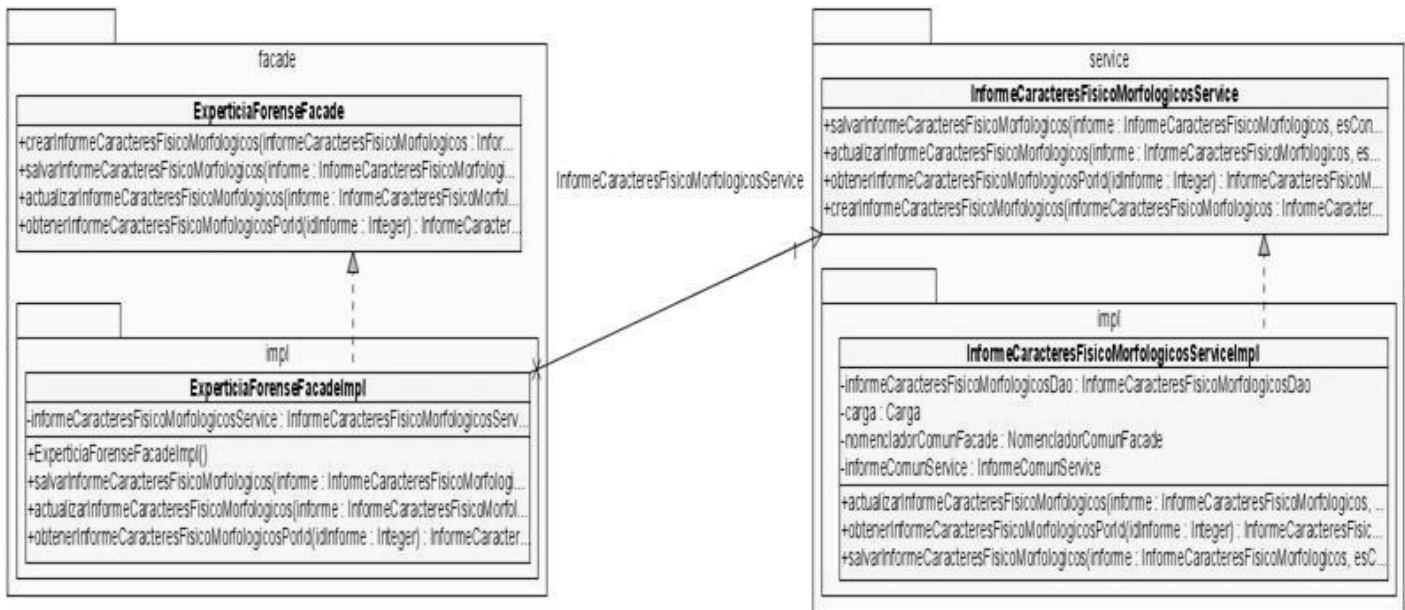 facade
ExperticiaForenseFacade
+crearInformeCaracteresFisicoMorfologicos(informeCaracteresFisicoMorfologicos : Infor...
+salvarInformeCaracteresFisicoMorfologicos(informe : InformeCaracteresFisicoMorfologi...
+actualizarInformeCaracteresFisicoMorfologicos(informe : InformeCaracteresFisicoMorfol...
+obtenerInformeCaracteresFisicoMorfologicosPorId(idInforme : Integer) : InformeCaracter...
impl
ExperticiaForenseFacadeImpl
-informeCaracteresFisicoMorfologicosService : InformeCaracteresFisicoMorfologicosServ...
+ExperticiaForenseFacadeImpl()
+salvarInformeCaracteresFisicoMorfologicos(informe : InformeCaracteresFisicoMorfologi...
+actualizarInformeCaracteresFisicoMorfologicos(informe : InformeCaracteresFisicoMorfol...
+obtenerInformeCaracteresFisicoMorfologicosPorId(idInforme : Integer) : InformeCaracter...
InformeCaracteresFisicoMorfologicosService
service
InformeCaracteresFisicoMorfologicosService
+salvarInformeCaracteresFisicoMorfologicos(informe : InformeCaracteresFisicoMorfologicos, esCon...
+actualizarInformeCaracteresFisicoMorfologicos(informe : InformeCaracteresFisicoMorfologicos, es...
+obtenerInformeCaracteresFisicoMorfologicosPorId(idInforme : Integer) : InformeCaracteresFisicoM...
+crearInformeCaracteresFisicoMorfologicos(informeCaracteresFisicoMorfologicos : InformeCaracter...
impl
InformeCaracteresFisicoMorfologicosServiceImpl
-informeCaracteresFisicoMorfologicosDao : InformeCaracteresFisicoMorfologicosDao
-carga : Carga
-nomencladorComunFacade : NomencladorComunFacade
-informeComunService : InformeComunService
+actualizarInformeCaracteresFisicoMorfologicos(informe : InformeCaracteresFisicoMorfologicos, ...
+obtenerInformeCaracteresFisicoMorfologicosPorId(idInforme : Integer) : InformeCaracteresFisic...
+salvarInformeCaracteresFisicoMorfologicos(informe : InformeCaracteresFisicoMorfologicos, esC...